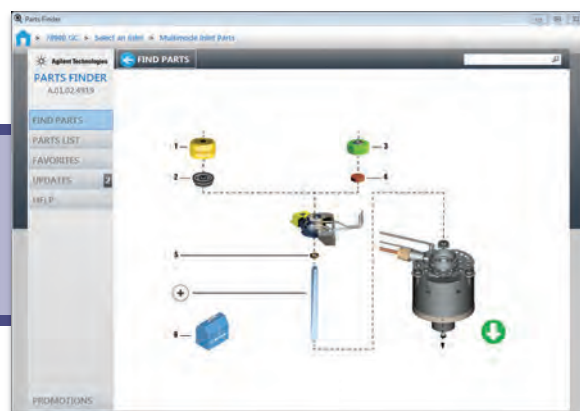 Parts Finder
7890B GC ▸ Select an Inlet ▸ Multimode Inlet Parts
Agilent Technologies
PARTS FINDER
A.01.02.4919
FIND PARTS
PARTS LIST
FAVORITES
UPDATES 2
HELP
PROMOTIONS
FIND PARTS
1
2
3
4
5
+
6